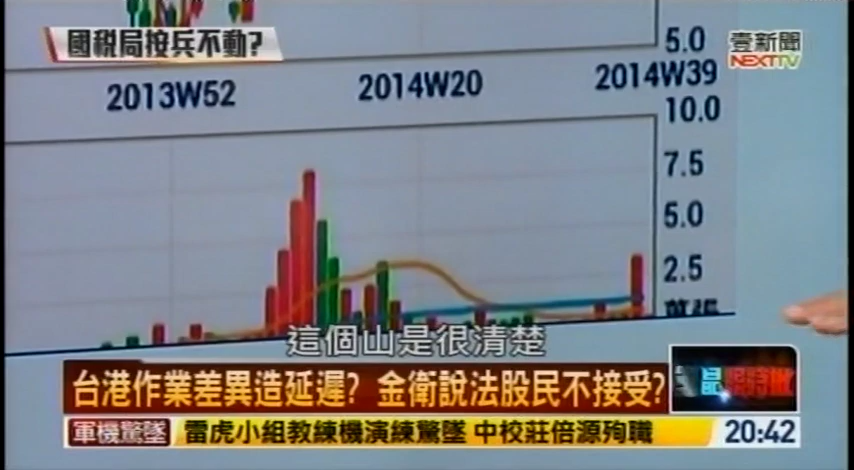 國稅局按兵不動?
5.0
壹新聞
NEXTTV
2013W52
2014W20
2014W39
10.0
7.5
5.0
2.5
萬張
這個山是很清楚
台港作業差異造延遲? 金衛說法股民不接受?
軍機驚墜
雷虎小組教練機演練驚墜 中校莊倍源殉職
20:42